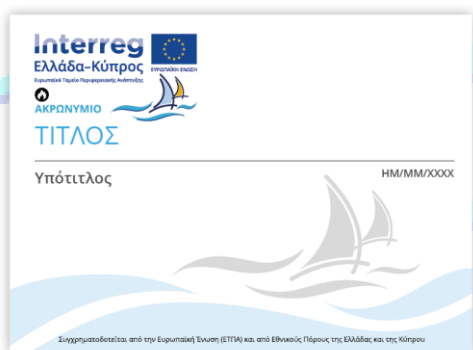 Interreg
Ελλάδα-Κύπρος
ΕΥΡΩΠΑΪΚΗ ΕΝΩΣΗ
Ευρωπαϊκό Ταμείο Περιφερειακής Ανάπτυξης
ΑΚΡΩΝΥΜΙΟ
ΤΙΤΛΟΣ
Υπότιτλος
ΗΜ/ΜΜ/ΧΧΧΧ
Συγχρηματοδοτείται από την Ευρωπαϊκή Ένωση (ΕΤΠΑ) και από Εθνικούς Πόρους της Ελλάδας και της Κύπρου